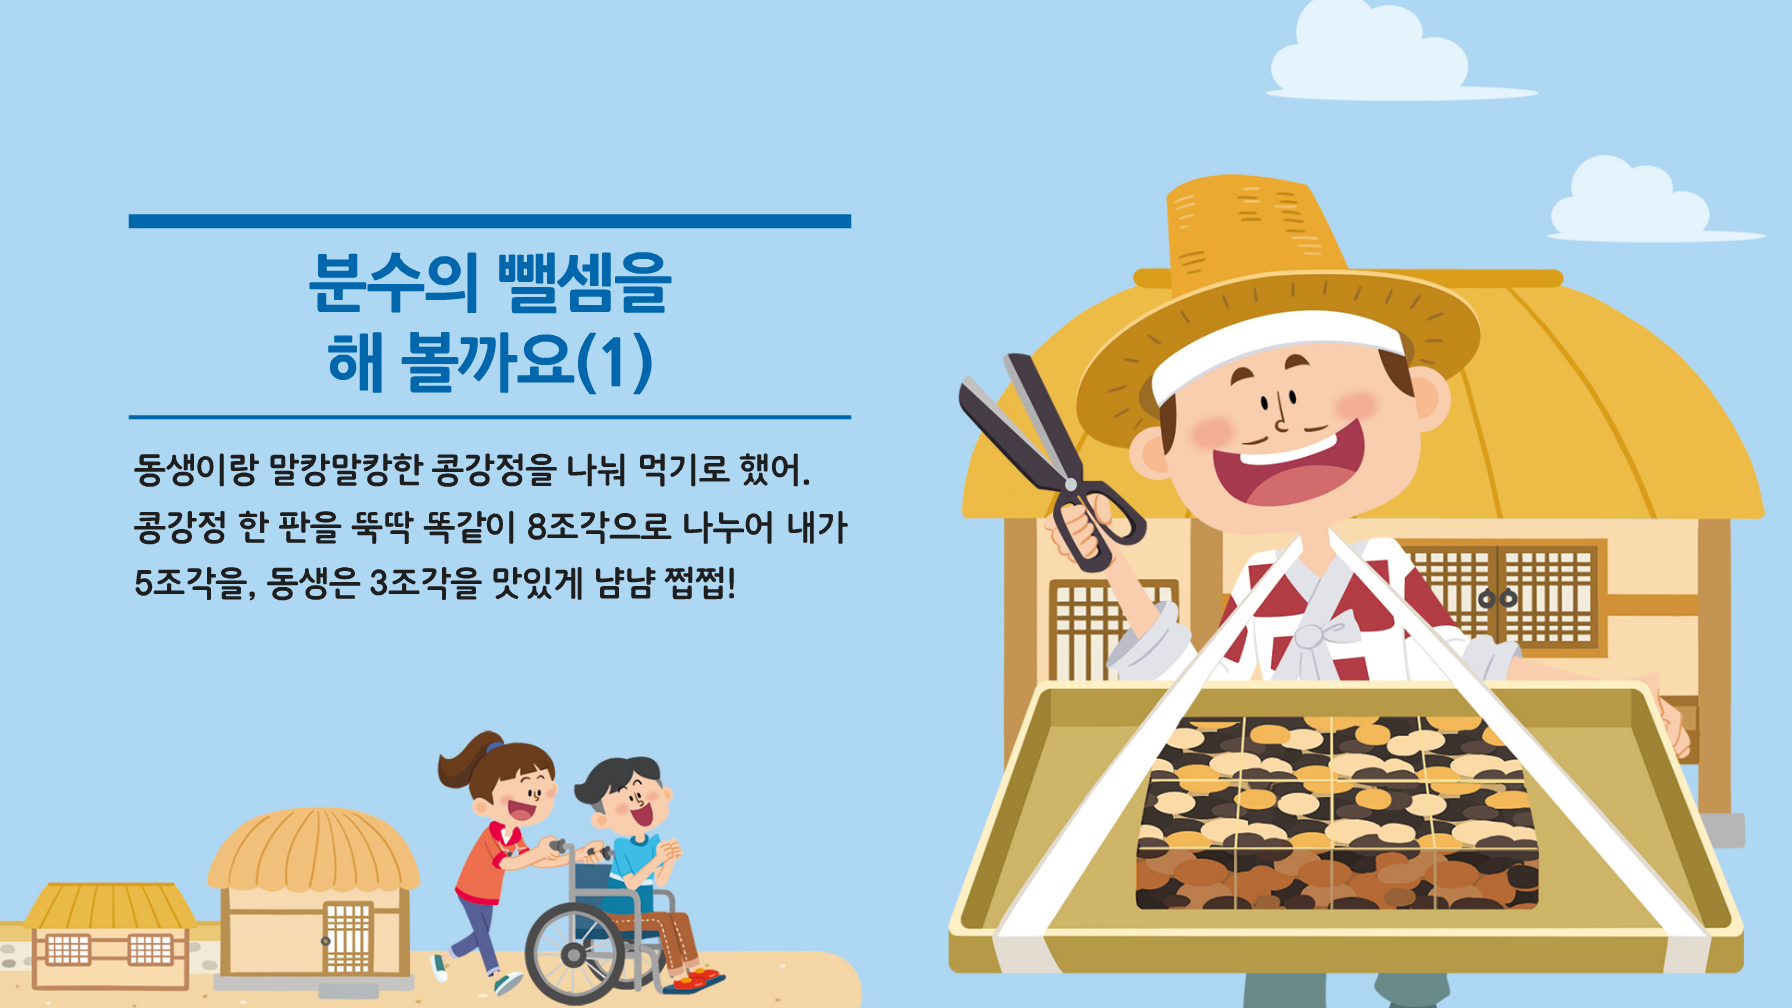 분수의 뺄셈을
해 볼까요(1)
동생이랑 말캉말캉한 콩강정을 나눠 먹기로 했어.
콩강정 한 판을 뚝딱 똑같이 8조각으로 나누어 내가
5조각을, 동생은 3조각을 맛있게 냠냠 쩝쩝!